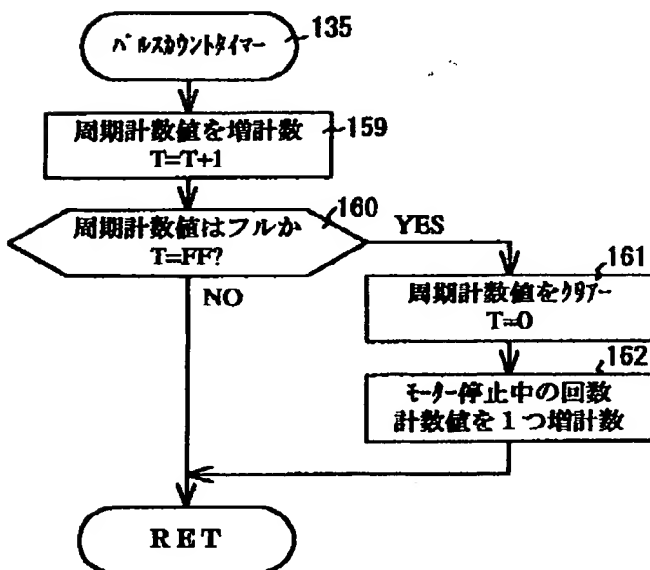 パルスカウントタイマー
135
周期計数値を増計数
T=T+1
159
周期計数値はフルか
T=FF?
160
YES
NO
161
周期計数値をクリアー
T=0
162
モーター停止中の回数
計数値を1つ増計数
RET